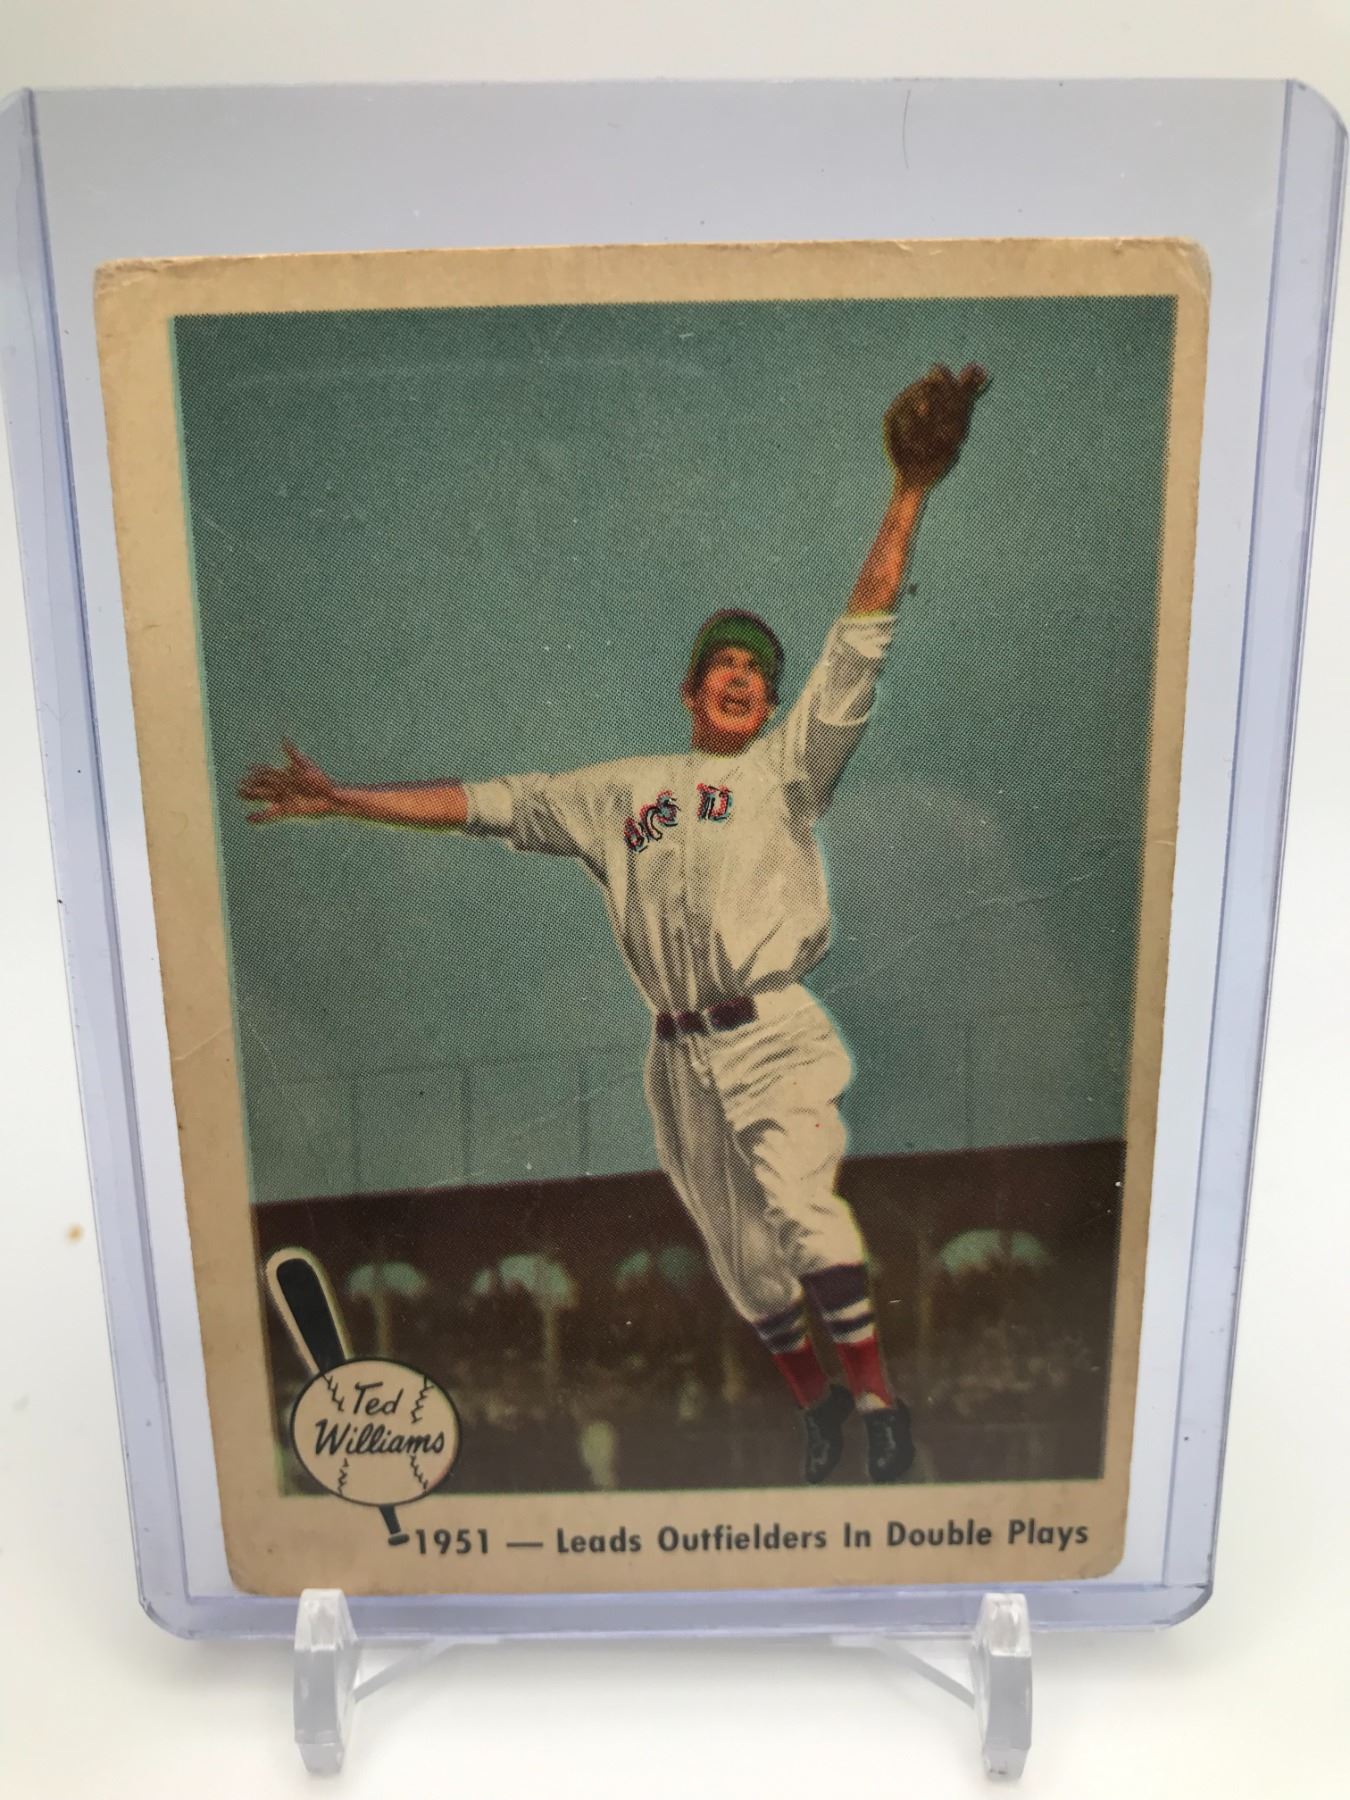 Ted
Williams
1951 — Leads Outfielders In Double Plays